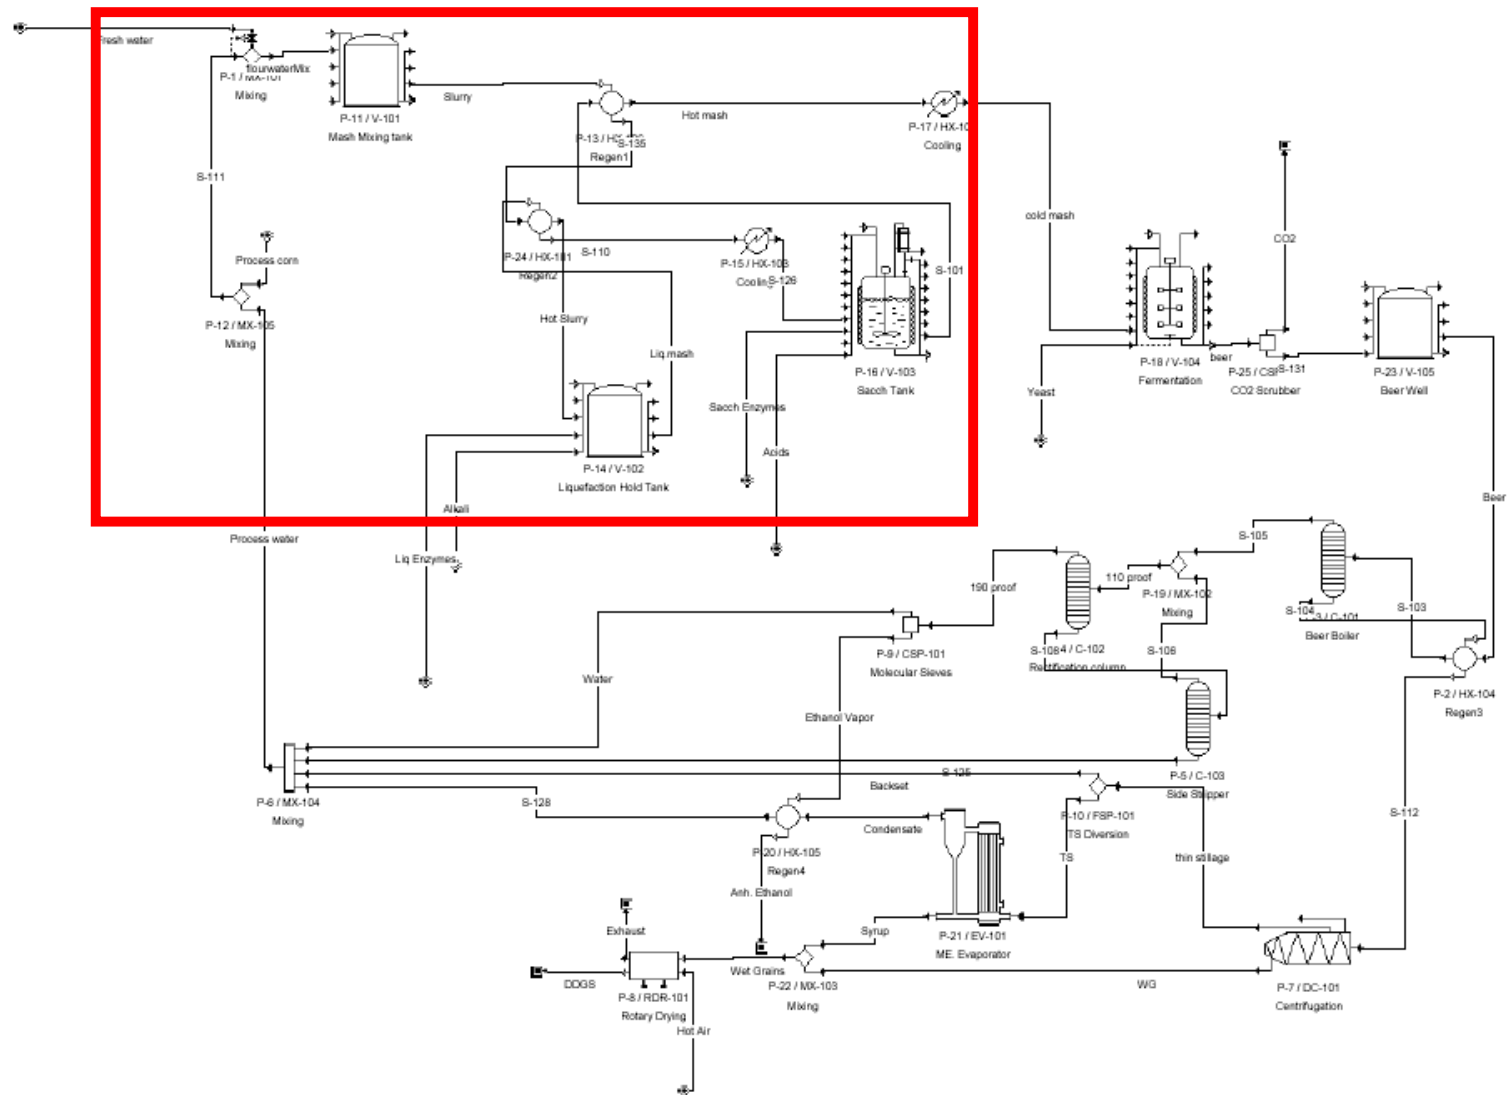 Fresh water
flourwaterMix
P-1 / MX-101
Mixing
P-11 / V-101
Mash Mixing tank
Slurry
S-135
Regen1
Hot mash
Cooling
S-111
Process corn
P-12 / MX-105
Mixing
P-24 / HX-101
Regen2
S-110
P-15 / HX-103
Cooling
S-126
S-101
Hot Slurry
Liq mash
P-16 / V-103
Sacch Tank
Sacch Enzymes
Acids
P-14 / V-102
Liquefaction Hold Tank
Alkali
Liq Enzymes
Process water
cold mash
CO2
P-18 / V-104
Fermentation
beer
Yeast
S-131
CO2 Scrubber
P-23 / V-105
Beer Well
Beer
S-105
110 proof
190 proof
P-19 / MX-102
Mixing
S-104
S-103
Beer Boiler
P-9 / CSP-101
Molecular Sieves
S-108
4 / C-102
Rectification column
S-106
P-2 / HX-104
Regen3
Water
Ethanol Vapor
P-5 / C-103
Side Stripper
S-125
Backset
P-6 / MX-104
Mixing
S-128
P-10 / FSP-101
TS Diversion
S-112
Condensate
P-20 / HX-105
Regen4
TS
thin stillage
Anh. Ethanol
Exhaust
Syrup
P-21 / EV-101
ME. Evaporator
DDGS
P-8 / RDR-101
Rotary Drying
Wet Grains
P-22 / MX-103
Mixing
WG
P-7 / DC-101
Centrifugation
Hot Air